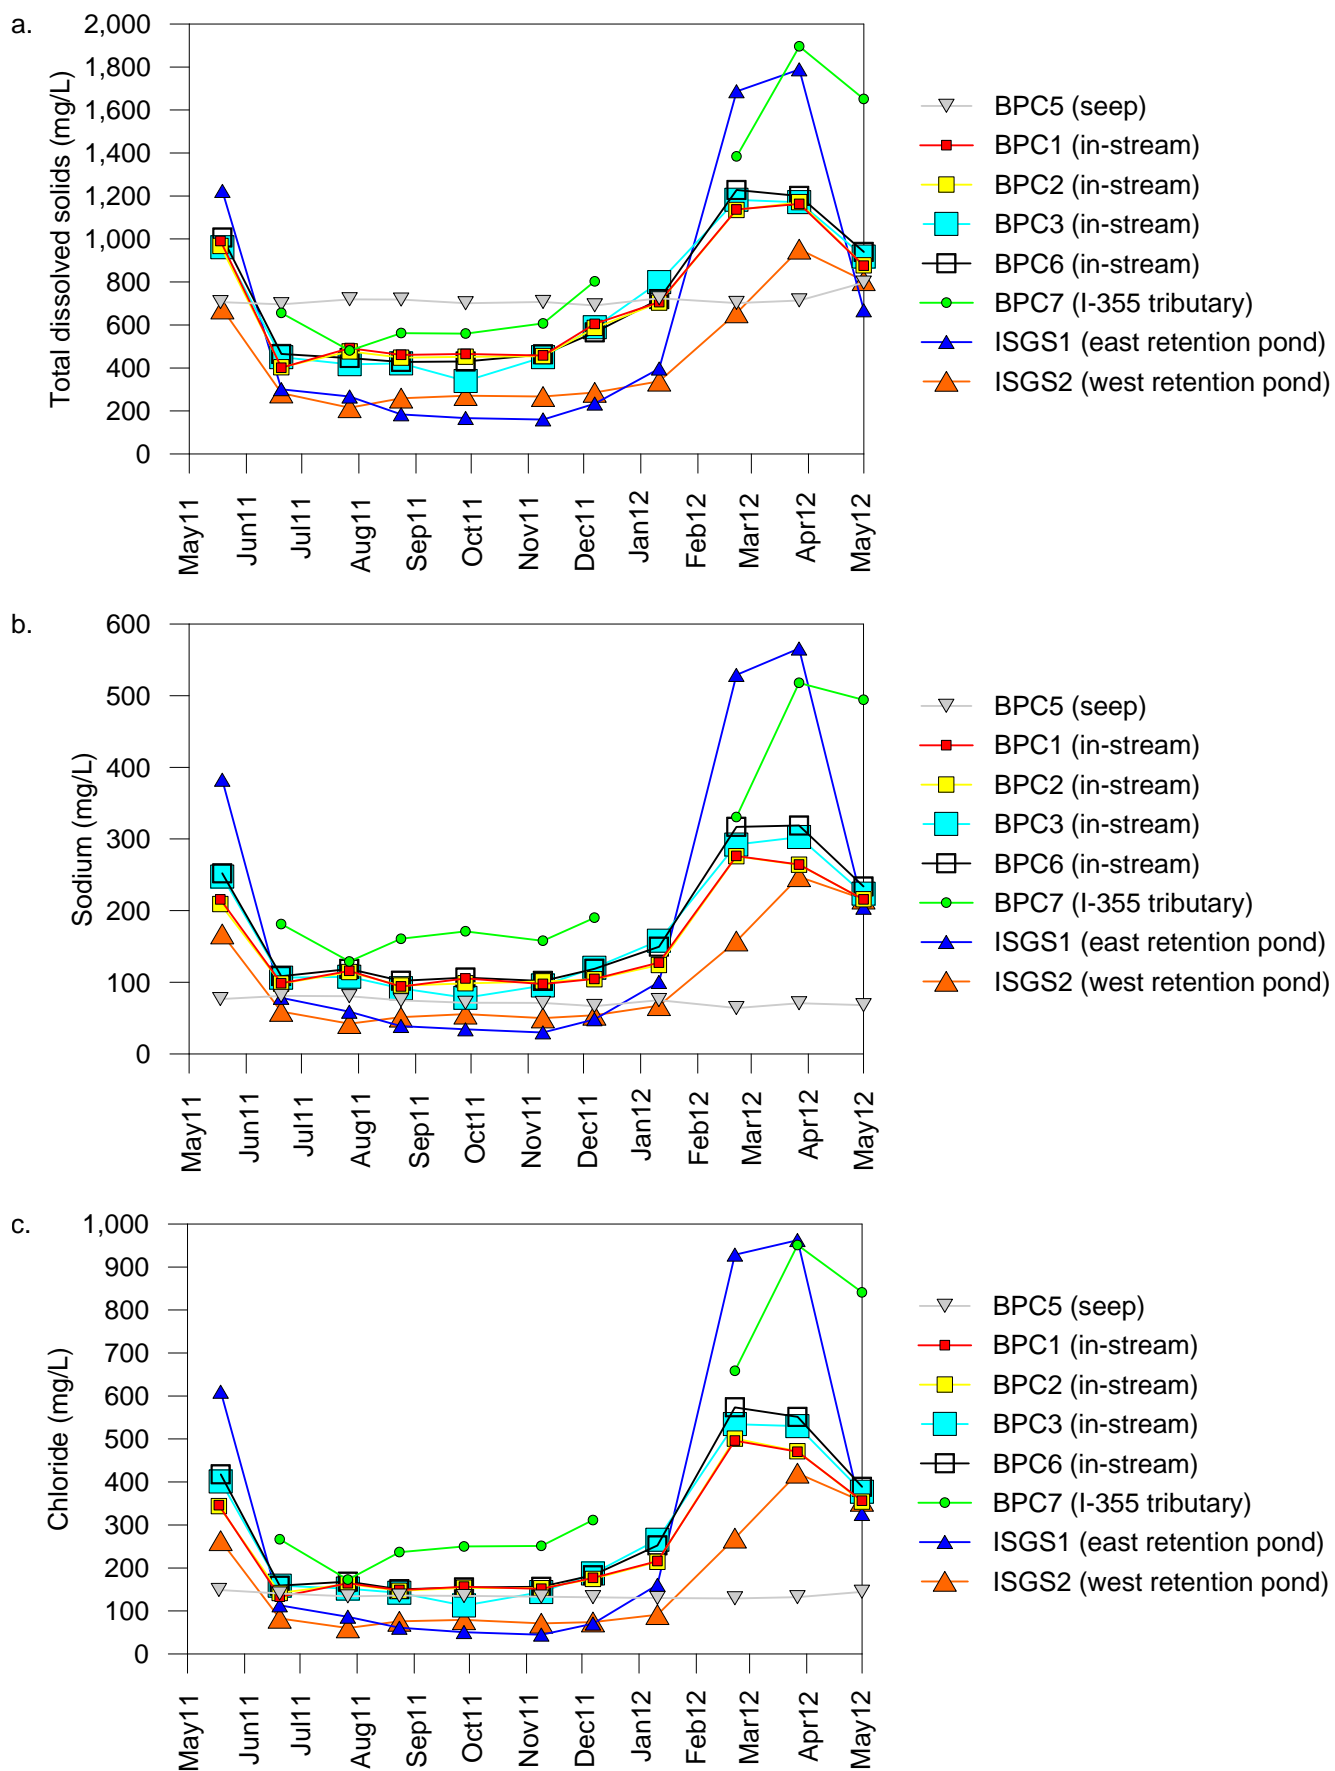 a.
Total dissolved solids (mg/L)
2,000
1,800
1,600
1,400
1,200
1,000
800
600
400
200
0
May11
Jun11
Jul11
Aug11
Sep11
Oct11
Nov11
Dec11
Jan12
Feb12
Mar12
Apr12
May12
BPC5 (seep)
BPC1 (in-stream)
BPC2 (in-stream)
BPC3 (in-stream)
BPC6 (in-stream)
BPC7 (I-355 tributary)
ISGS1 (east retention pond)
ISGS2 (west retention pond)
b.
Sodium (mg/L)
600
500
400
300
200
100
0
May11
Jun11
Jul11
Aug11
Sep11
Oct11
Nov11
Dec11
Jan12
Feb12
Mar12
Apr12
May12
BPC5 (seep)
BPC1 (in-stream)
BPC2 (in-stream)
BPC3 (in-stream)
BPC6 (in-stream)
BPC7 (I-355 tributary)
ISGS1 (east retention pond)
ISGS2 (west retention pond)
c.
Chloride (mg/L)
1,000
900
800
700
600
500
400
300
200
100
0
May11
Jun11
Jul11
Aug11
Sep11
Oct11
Nov11
Dec11
Jan12
Feb12
Mar12
Apr12
May12
BPC5 (seep)
BPC1 (in-stream)
BPC2 (in-stream)
BPC3 (in-stream)
BPC6 (in-stream)
BPC7 (I-355 tributary)
ISGS1 (east retention pond)
ISGS2 (west retention pond)